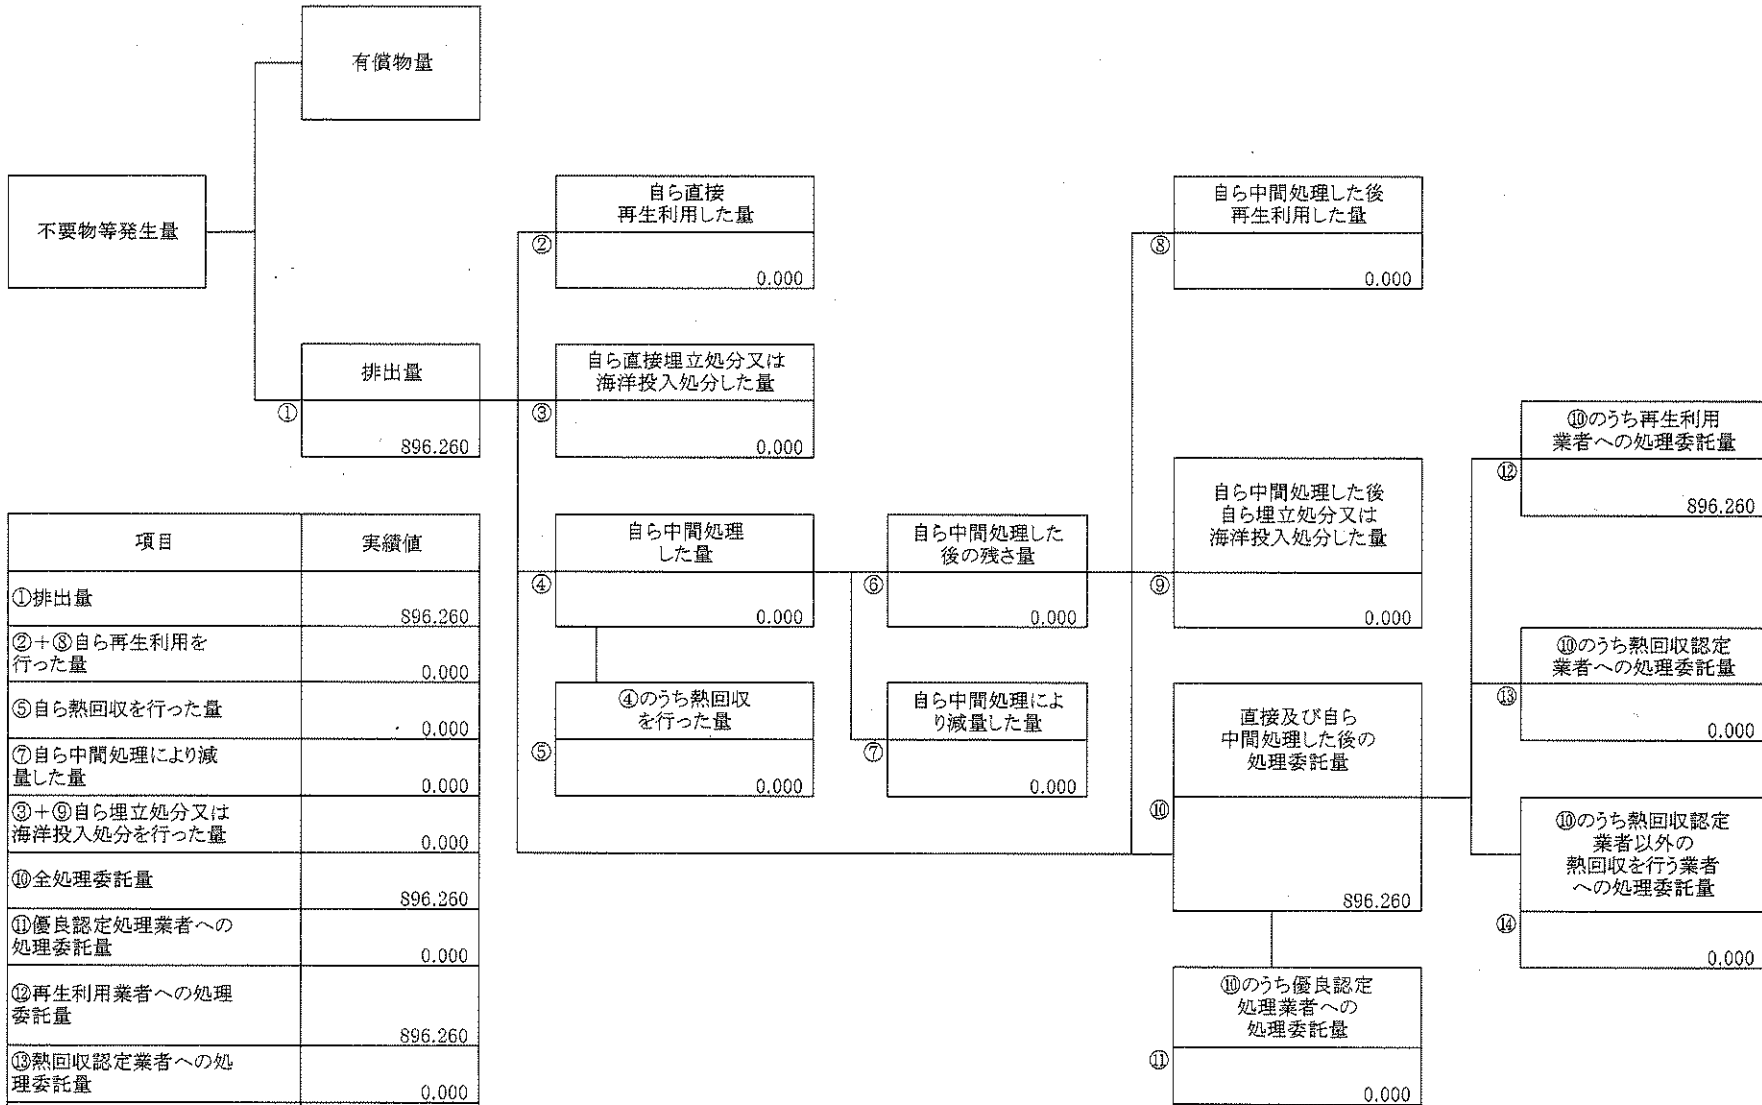 有償物量
不要物等発生量
自ら直接
再生利用した量
②
0.000
自ら中間処理した後
再生利用した量
⑧
0.000
排出量
①
896.260
自ら直接埋立処分又は
海洋投入処分した量
③
0.000
⑩のうち再生利用
業者への処理委託量
⑫
896.260
自ら中間処理した後
自ら埋立処分又は
海洋投入処分した量
⑨
0.000
自ら中間処理
した量
④
0.000
自ら中間処理した
後の残さ量
⑥
0.000
⑩のうち熱回収認定
業者への処理委託量
⑬
0.000
④のうち熱回収
を行った量
⑤
0.000
自ら中間処理によ
り減量した量
⑦
0.000
直接及び自ら
中間処理した後の
処理委託量
⑩
896.260
⑩のうち熱回収認定
業者以外の
熱回収を行う業者
への処理委託量
⑭
0.000
⑩のうち優良認定
処理業者への
処理委託量
⑪
0.000
項目 実績値
①排出量
896.260
②+⑧自ら再生利用を
行った量
0.000
⑤自ら熱回収を行った量
0.000
⑦自ら中間処理により減
量した量
0.000
③+⑨自ら埋立処分又は
海洋投入処分を行った量
0.000
⑩全処理委託量
896.260
⑪優良認定処理業者への
処理委託量
0.000
⑫再生利用業者への処理
委託量
896.260
⑬熱回収認定業者への処
理委託量
0.000